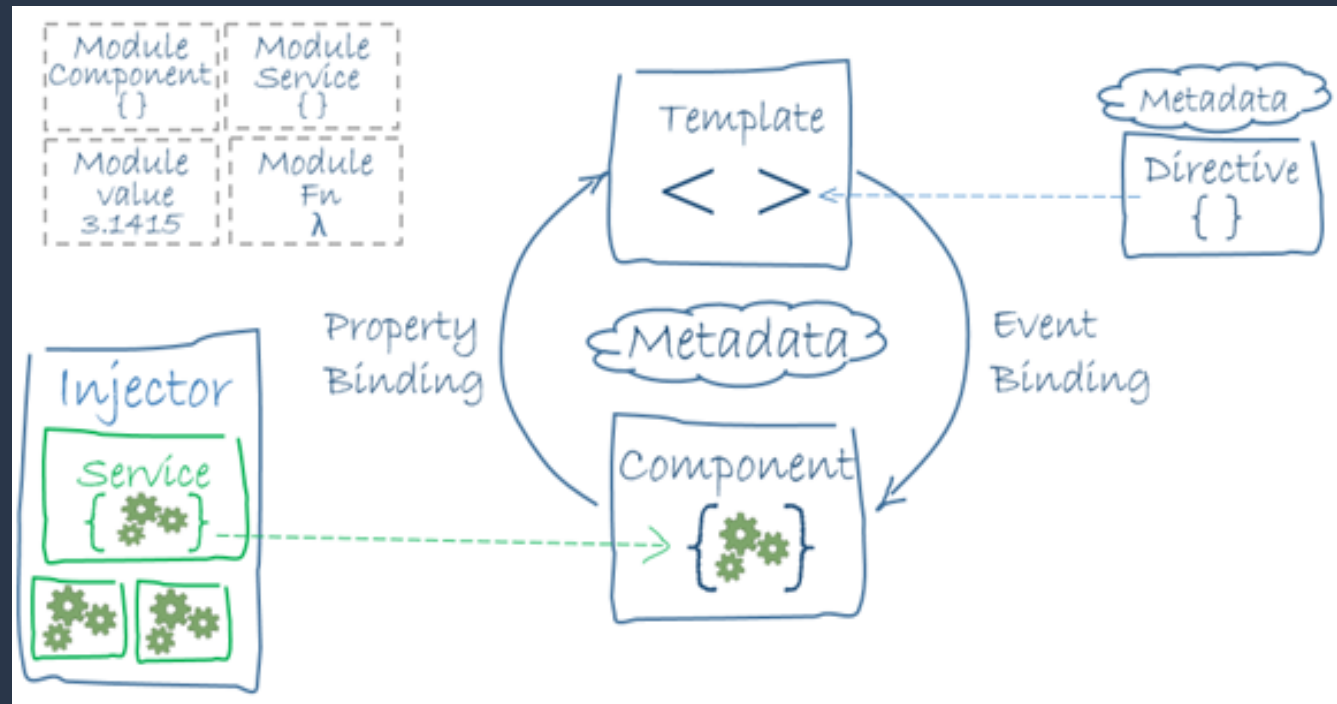 Module
Component
{ }
Module
Service
{ }
Module
value
3.1415
Module
Fn
λ
Template
< >
Metadata
Directive
{ }
Property
Binding
Metadata
Event
Binding
Injector
Service
{ }
Component
{ }